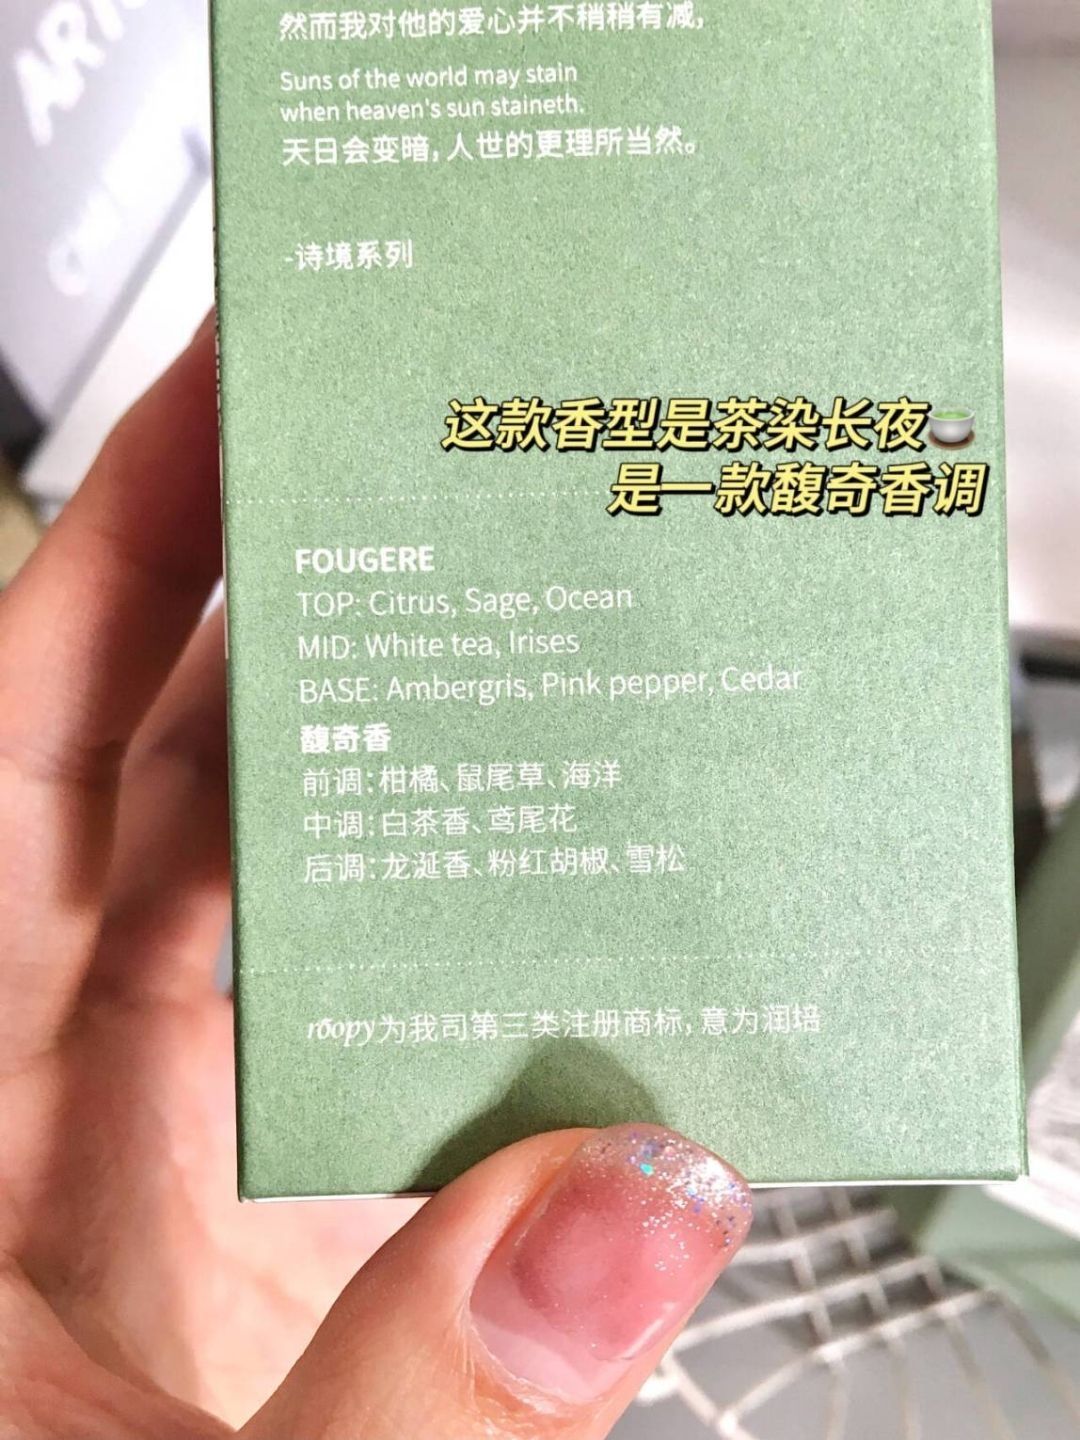 然而我对他的爱心并不稍稍有减,
Suns of the world may stain
when heaven's sun staineth.
天日会变暗,人世的更理所当然。
-诗境系列
这款香型是茶染长夜🍵
是一款馥奇香调
FOUGERE
TOP: Citrus, Sage, Ocean
MID: White tea, Irises
BASE: Ambergris, Pink pepper, Cedar
馥奇香
前调:柑橘、鼠尾草、海洋
中调:白茶香、鸢尾花
后调:龙涎香、粉红胡椒、雪松
rōopy为我司第三类注册商标,意为润培